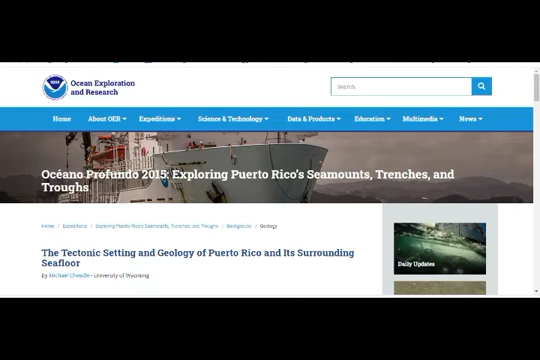 Ocean Exploration
and Research
Search
Home About OER Expeditions Science & Technology Data & Products Education Multimedia News
Océano Profundo 2015: Exploring Puerto Rico's Seamounts, Trenches, and
Troughs
Home / Expeditions / Exploring Puerto Rico's Seamounts, Trenches, and Troughs / Background / Geology
The Tectonic Setting and Geology of Puerto Rico and Its Surrounding
Seafloor
By Michael Cheadle - University of Wyoming
Daily Updates